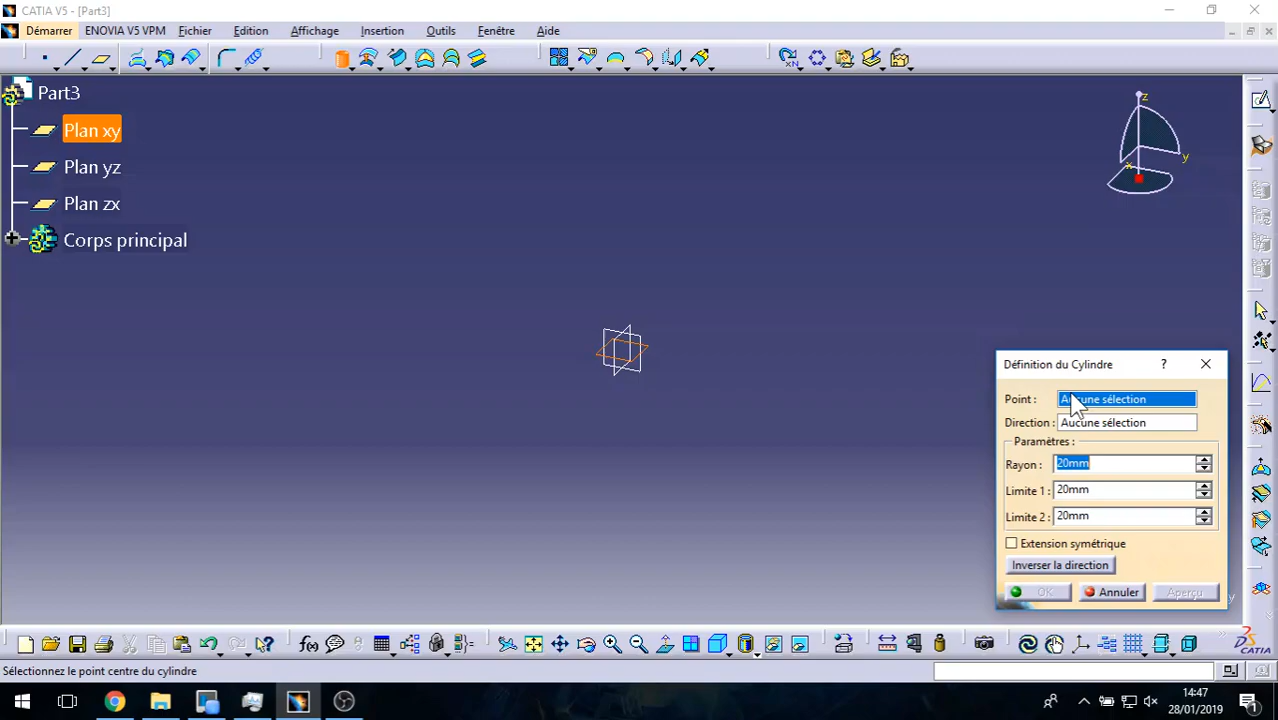 CATIA V5 - [Part3]
Démarrer ENOVIA V5 VPM Fichier Edition Affichage Insertion Outils Fenêtre Aide
Part3
Plan xy
Plan yz
Plan zx
Corps principal
z
y
x
Définition du Cylindre ?
Point : Aucune sélection
Direction : Aucune sélection
Paramètres :
Rayon : 20mm
Limite 1 : 20mm
Limite 2 : 20mm
Extension symétrique
Inverser la direction
OK Annuler Aperçu
y
f(x)
CATIA
Sélectionnez le point centre du cylindre
14:47
28/01/2019
1